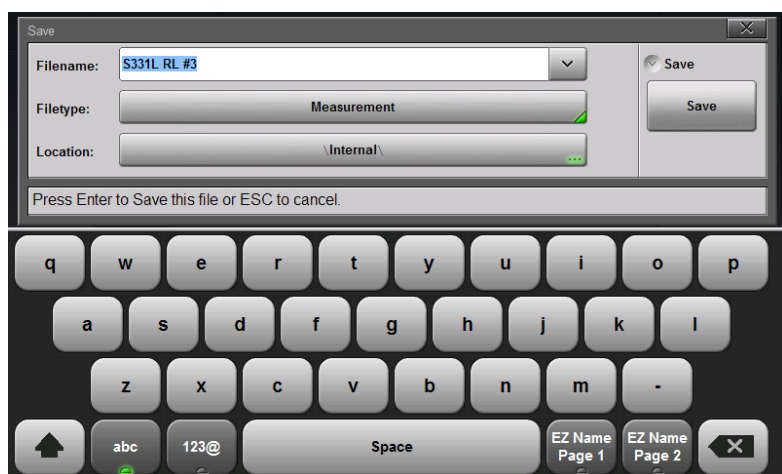 Save
Filename: S331L RL #3 Save
Filetype: Measurement Save
Location: \Internal\ ...
Press Enter to Save this file or ESC to cancel.
q w e r t y u i o p
a s d f g h j k l
z x c v b n m -
abc 123@ Space EZ Name Page 1 EZ Name Page 2